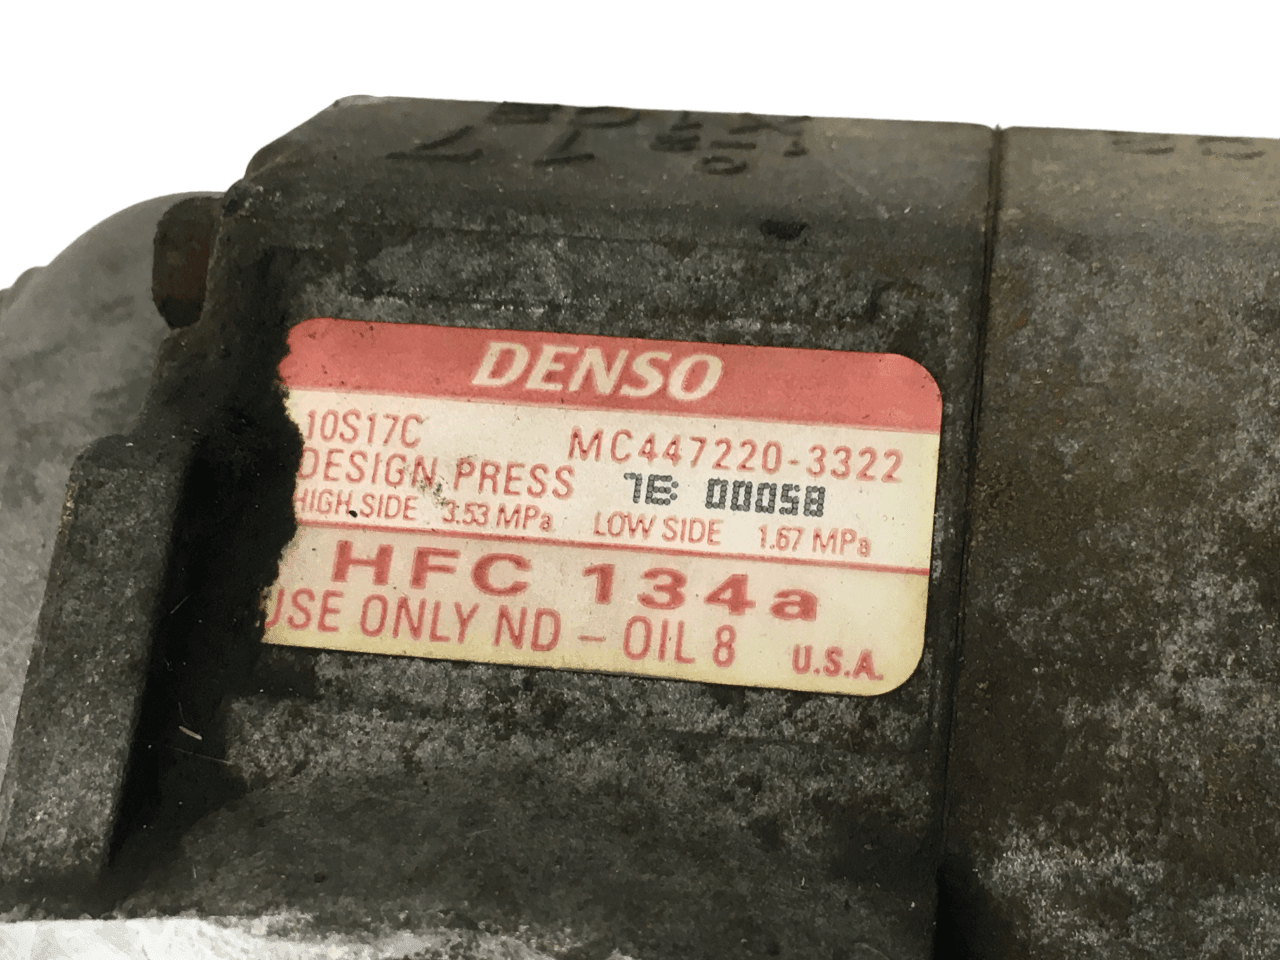 DENSO
10S17C MC447220-3322
DESIGN PRESS 7B 00058
HIGH SIDE 3.53 MPa LOW SIDE 1.67 MPa
HFC 134a
USE ONLY ND - OIL 8 U.S.A.